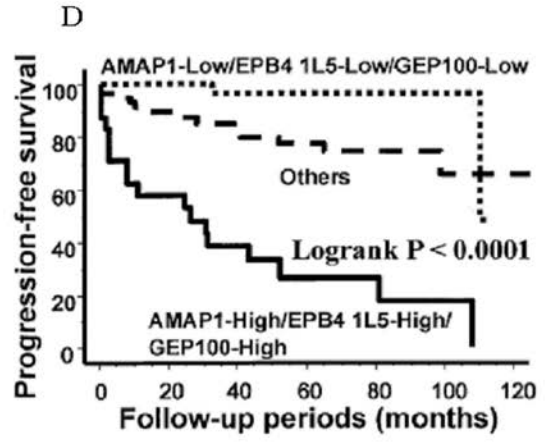 D
AMAP1-Low/EPB4 1L5-Low/GEP100-Low
Progression-free survival
100
80
60
40
20
0
Others
Logrank P < 0.0001
AMAP1-High/EPB4 1L5-High/
GEP100-High
0 20 40 60 80 100 120
Follow-up periods (months)